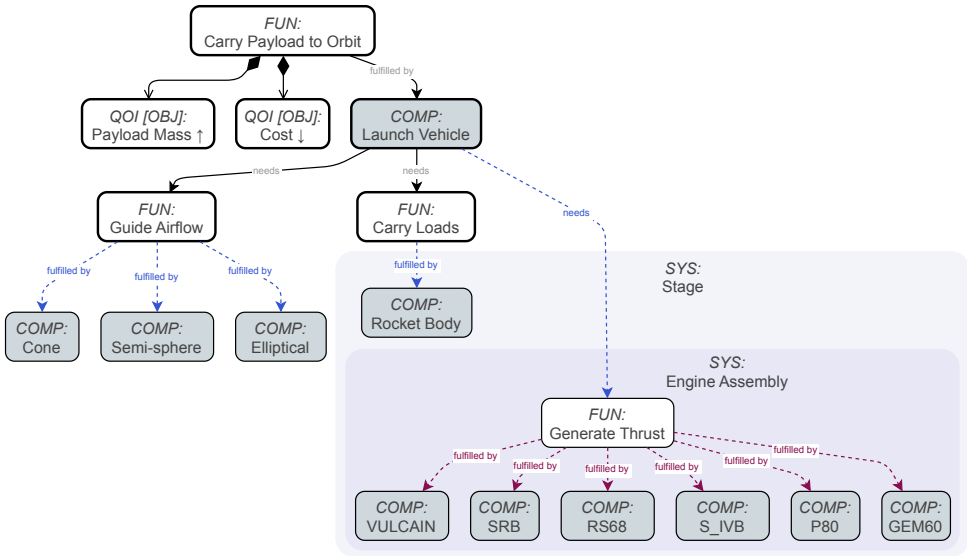 FUN:
Carry Payload to Orbit
fulfilled by
QOI [OBJ]:
Payload Mass ↑
QOI [OBJ]:
Cost ↓
COMP:
Launch Vehicle
needs
needs
needs
FUN:
Guide Airflow
FUN:
Carry Loads
fulfilled by
fulfilled by
fulfilled by
fulfilled by
SYS:
Stage
COMP:
Cone
COMP:
Semi-sphere
COMP:
Elliptical
COMP:
Rocket Body
SYS:
Engine Assembly
FUN:
Generate Thrust
fulfilled by
fulfilled by
fulfilled by
fulfilled by
fulfilled by
fulfilled by
COMP:
VULCAIN
COMP:
SRB
COMP:
RS68
COMP:
S_IVB
COMP:
P80
COMP:
GEM60